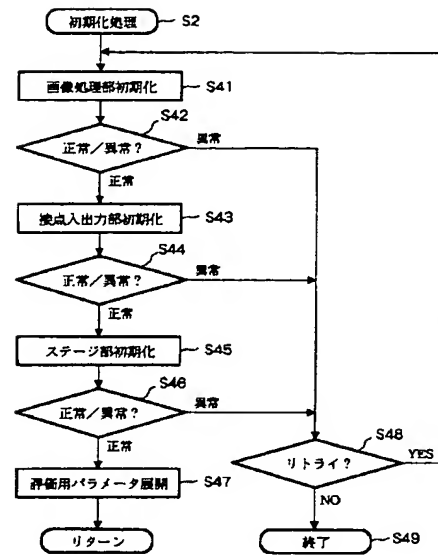 初期化処理 S2
画像処理部初期化 S41
S42
正常／異常？ 異常
正常
接点入出力部初期化 S43
S44
正常／異常？ 異常
正常
ステージ部初期化 S45
S46
正常／異常？ 異常
正常
S48
評価用パラメータ展開 S47
リトライ？ YES
NO
リターン
終了 S49